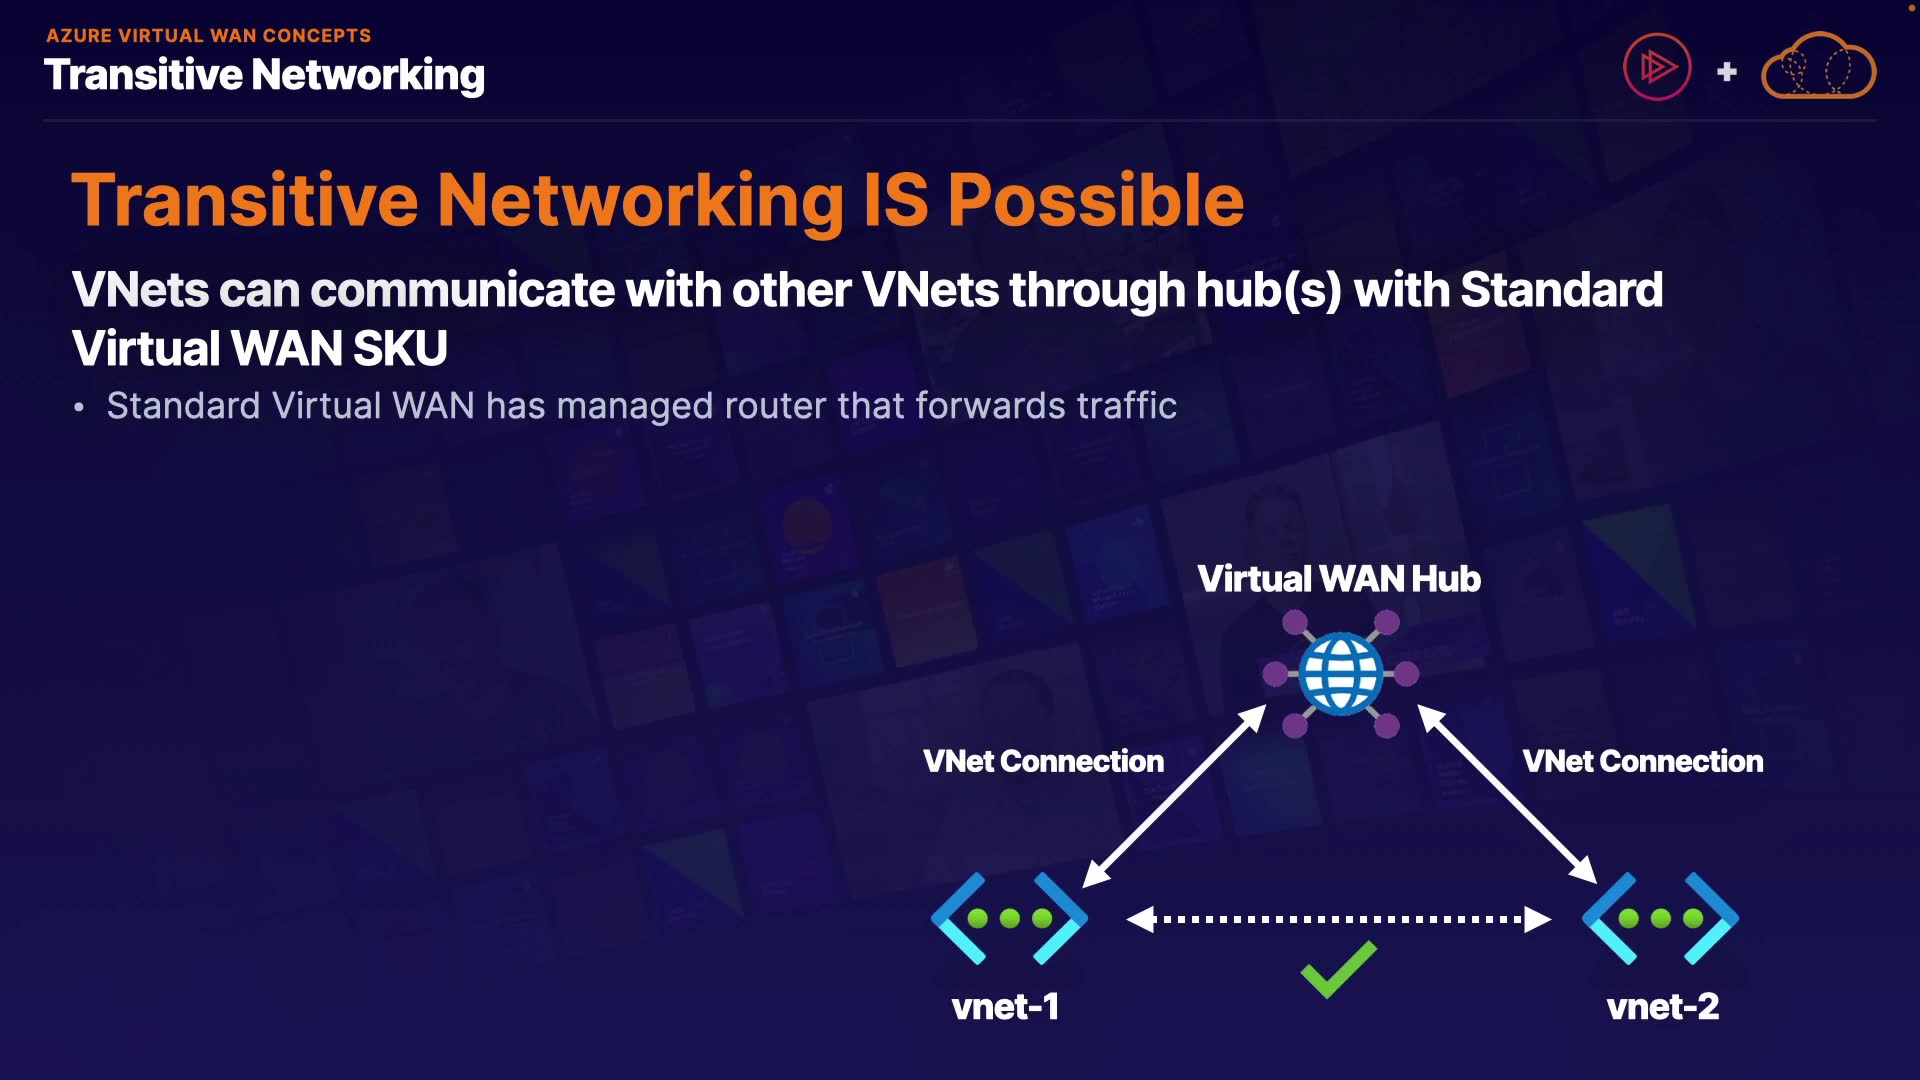 AZURE VIRTUAL WAN CONCEPTS
Transitive Networking
+
Transitive Networking IS Possible
VNets can communicate with other VNets through hub(s) with Standard
Virtual WAN SKU
• Standard Virtual WAN has managed router that forwards traffic
Virtual WAN Hub
VNet Connection
VNet Connection
vnet-1
vnet-2